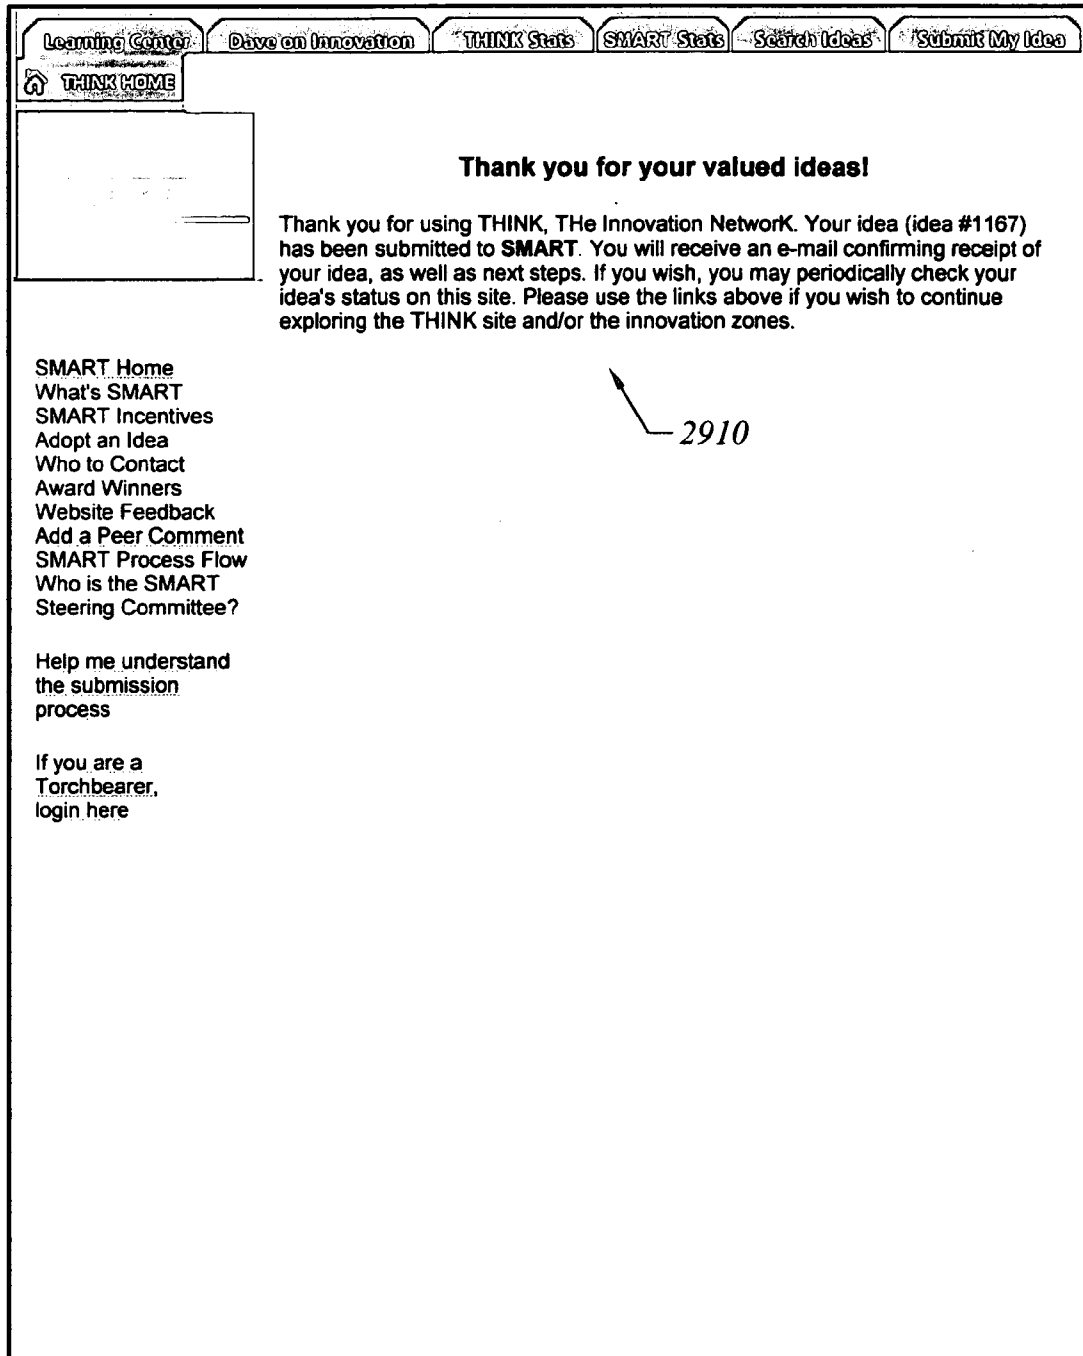 Learning Center Dave on Innovation THINK Stats SMART Stats Search Ideas Submit My Idea
THINK HOME
Thank you for your valued ideas!
Thank you for using THINK, THe Innovation NetworK. Your idea (idea #1167)
has been submitted to SMART. You will receive an e-mail confirming receipt of
your idea, as well as next steps. If you wish, you may periodically check your
idea's status on this site. Please use the links above if you wish to continue
exploring the THINK site and/or the innovation zones.
2910
SMART Home
What's SMART
SMART Incentives
Adopt an Idea
Who to Contact
Award Winners
Website Feedback
Add a Peer Comment
SMART Process Flow
Who is the SMART
Steering Committee?
Help me understand
the submission
process
If you are a
Torchbearer,
login here